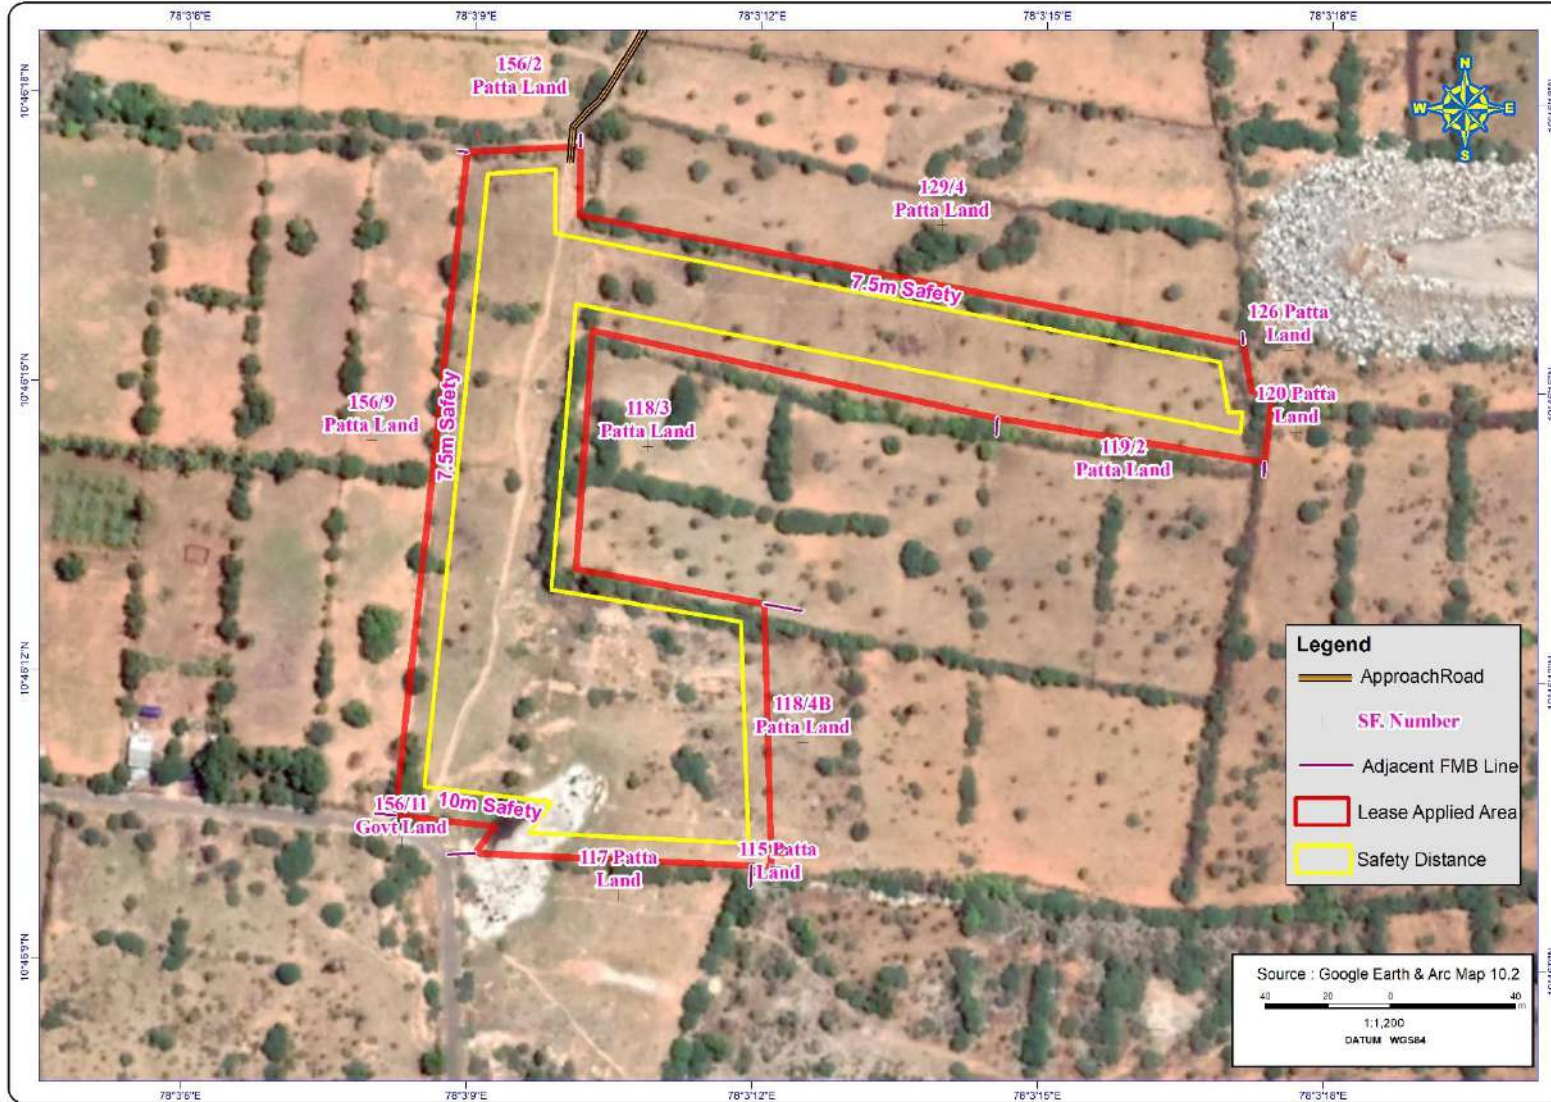 78°3'6"E 78°3'9"E 78°3'12"E 78°3'15"E 78°3'18"E
10°46'18"N
156/2
Patta Land
N
W E
S
129/4
Patta Land
7.5m Safety
126 Patta
Land
10°46'15"N
156/9
Patta Land
7.5m Safety
118/3
Patta Land
120 Patta
Land
119/2
Patta Land
10°46'12"N
118/4B
Patta Land
156/11
Govt Land
10m Safety
117 Patta
Land
115 Patta
Land
Legend
ApproachRoad
SF. Number
Adjacent FMB Line
Lease Applied Area
Safety Distance
10°46'9"N
Source : Google Earth & Arc Map 10.2
40 20 0 40
m
1:1,200
DATUM WGS84
78°3'6"E 78°3'9"E 78°3'12"E 78°3'15"E 78°3'18"E